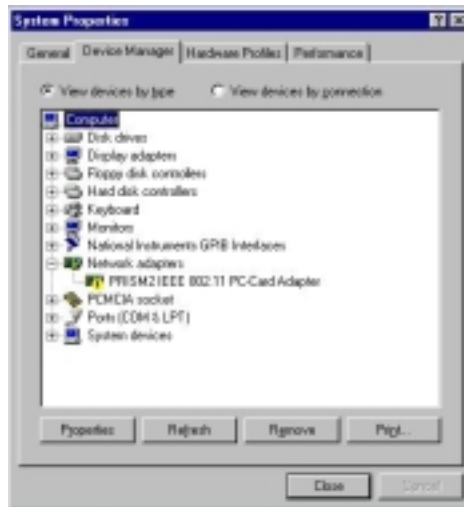 System Properties
General Device Manager Hardware Profiles Performance
View devices by type View devices by connection
Computer
Disk drives
Display adapters
Floppy disk controllers
Hard disk controllers
Keyboard
Monitors
National Instruments GPIB Interfaces
Network adapters
PRISM2 IEEE 802.11 PC-Card Adapter
PCMCIA socket
Ports (COM & LPT)
System devices
Properties Refresh Remove Print...
Close Cancel